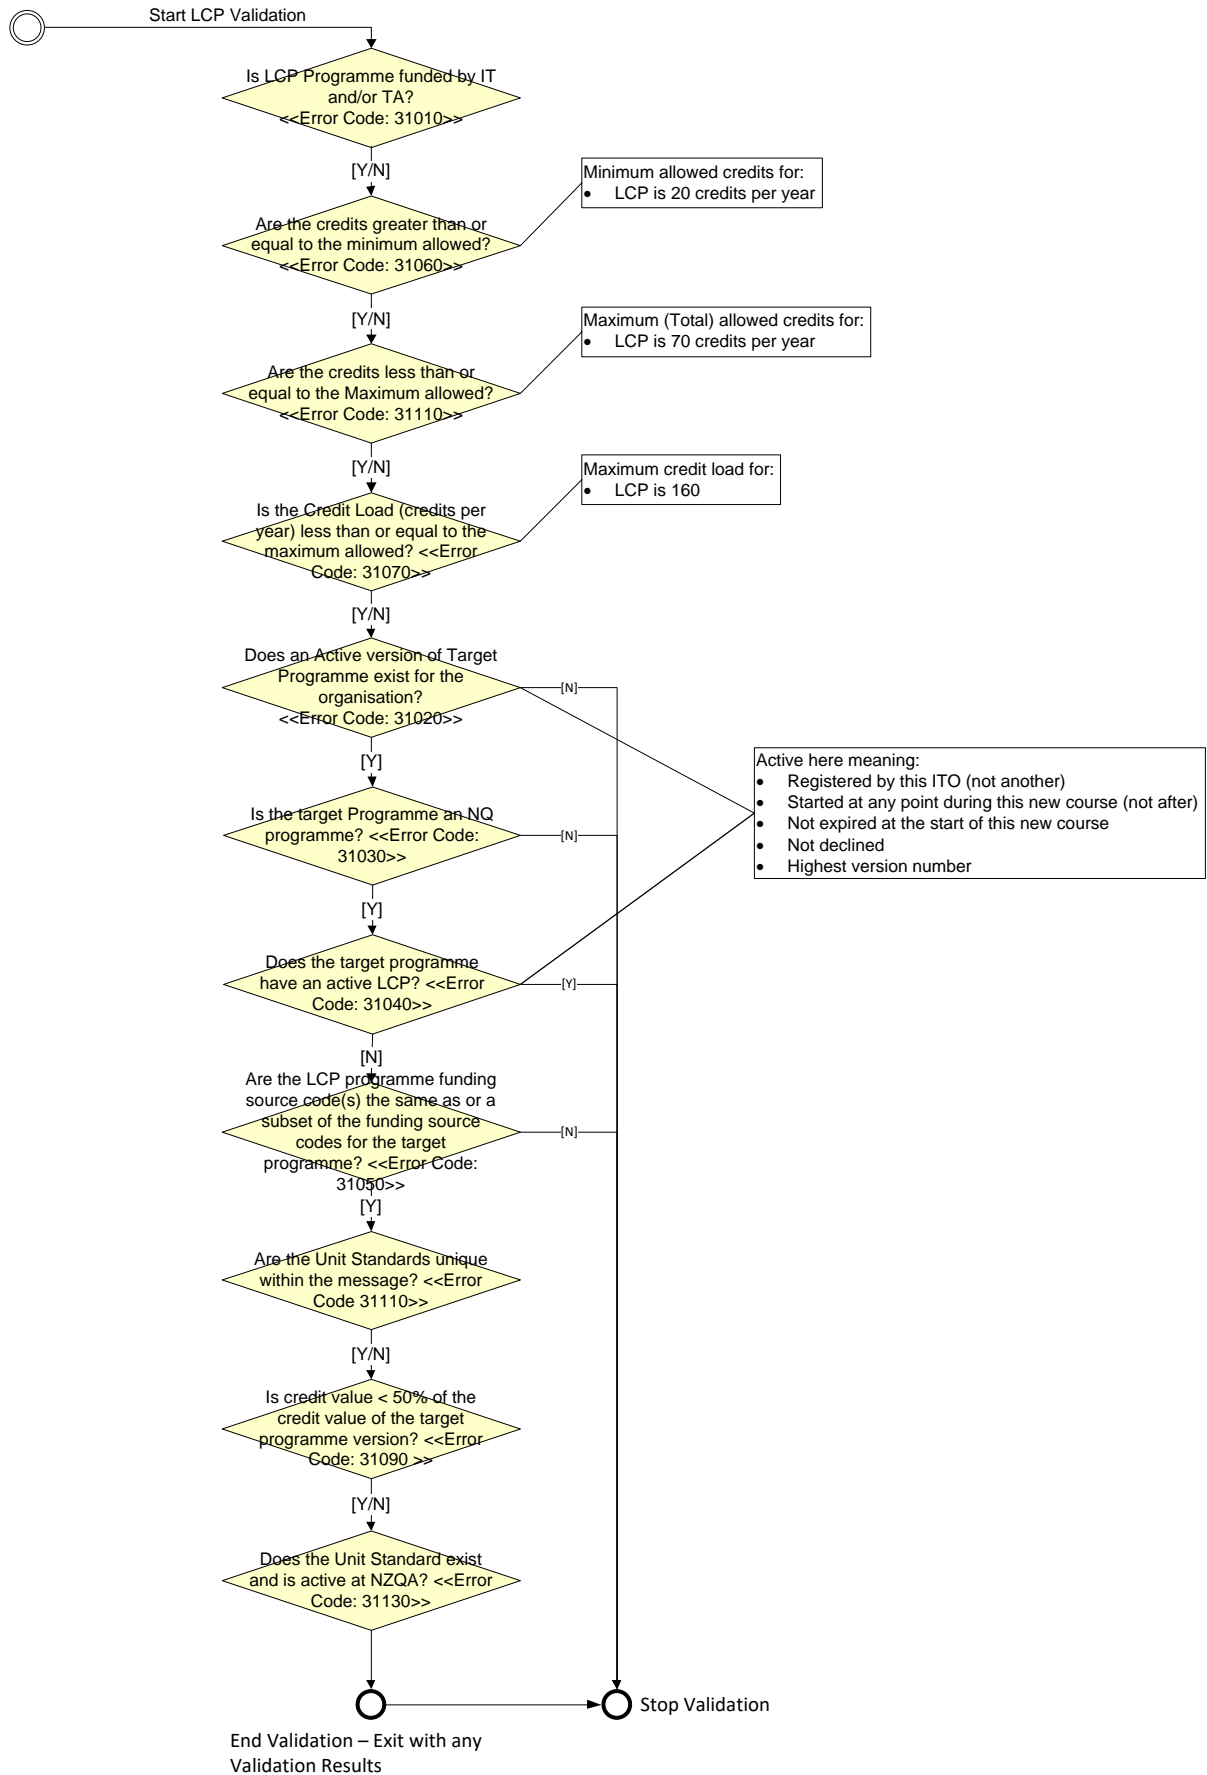 Start LCP Validation
Is LCP Programme funded by IT
and/or TA?
<<Error Code: 31010>>
[Y/N]
Minimum allowed credits for:
• LCP is 20 credits per year
Are the credits greater than or
equal to the minimum allowed?
<<Error Code: 31060>>
[Y/N]
Maximum (Total) allowed credits for:
• LCP is 70 credits per year
Are the credits less than or
equal to the Maximum allowed?
<<Error Code: 31110>>
[Y/N]
Maximum credit load for:
• LCP is 160
Is the Credit Load (credits per
year) less than or equal to the
maximum allowed? <<Error
Code: 31070>>
[Y/N]
Does an Active version of Target
Programme exist for the
organisation?
<<Error Code: 31020>>
[N]
[Y]
Active here meaning:
• Registered by this ITO (not another)
• Started at any point during this new course (not after)
• Not expired at the start of this new course
• Not declined
• Highest version number
Is the target Programme an NQ
programme? <<Error Code:
31030>>
[N]
[Y]
Does the target programme
have an active LCP? <<Error
Code: 31040>>
[Y]
[N]
Are the LCP programme funding
source code(s) the same as or a
subset of the funding source
codes for the target
programme? <<Error Code:
31050>>
[N]
[Y]
Are the Unit Standards unique
within the message? <<Error
Code 31110>>
[Y/N]
Is credit value < 50% of the
credit value of the target
programme version? <<Error
Code: 31090 >>
[Y/N]
Does the Unit Standard exist
and is active at NZQA? <<Error
Code: 31130>>
Stop Validation
End Validation – Exit with any
Validation Results